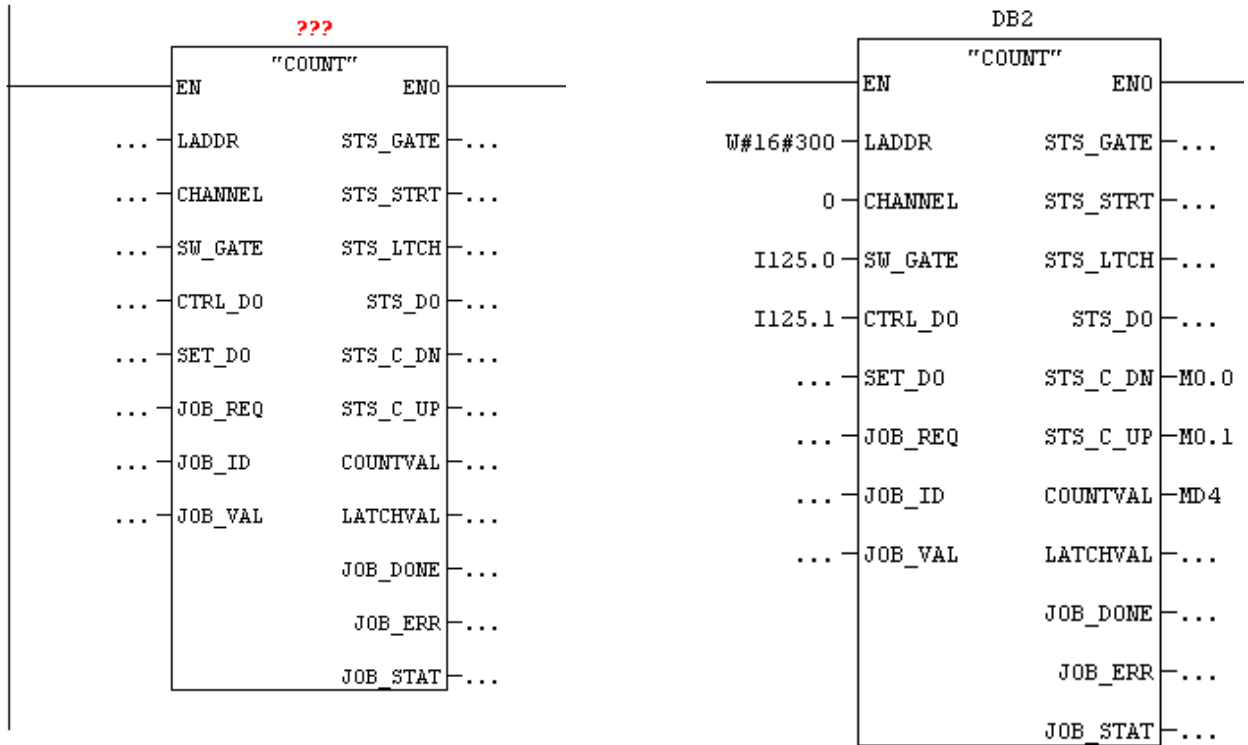 ???
"COUNT"
EN ENO
... LADDR STS_GATE ...
... CHANNEL STS_STRT ...
... SW_GATE STS_LTCH ...
... CTRL_DO STS_DO ...
... SET_DO STS_C_DN ...
... JOB_REQ STS_C_UP ...
... JOB_ID COUNTVAL ...
... JOB_VAL LATCHVAL ...
JOB_DONE ...
JOB_ERR ...
JOB_STAT ...
DB2
"COUNT"
EN ENO
W#16#300 LADDR STS_GATE ...
0 CHANNEL STS_STRT ...
I125.0 SW_GATE STS_LTCH ...
I125.1 CTRL_DO STS_DO ...
... SET_DO STS_C_DN M0.0
... JOB_REQ STS_C_UP M0.1
... JOB_ID COUNTVAL MD4
... JOB_VAL LATCHVAL ...
JOB_DONE ...
JOB_ERR ...
JOB_STAT ...